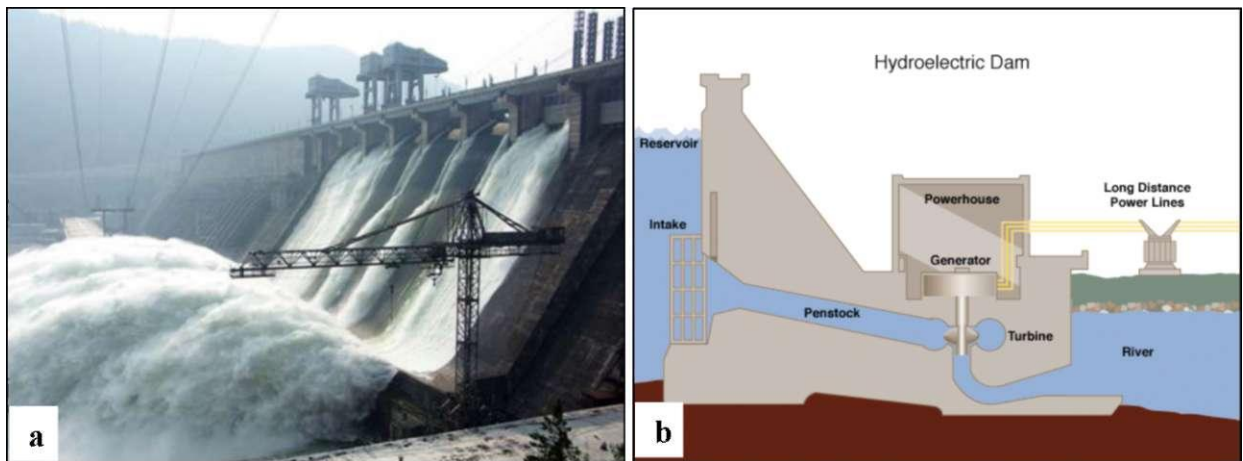 a
Hydroelectric Dam
Reservoir
Intake
Penstock
Powerhouse
Generator
Turbine
Long Distance
Power Lines
River
b